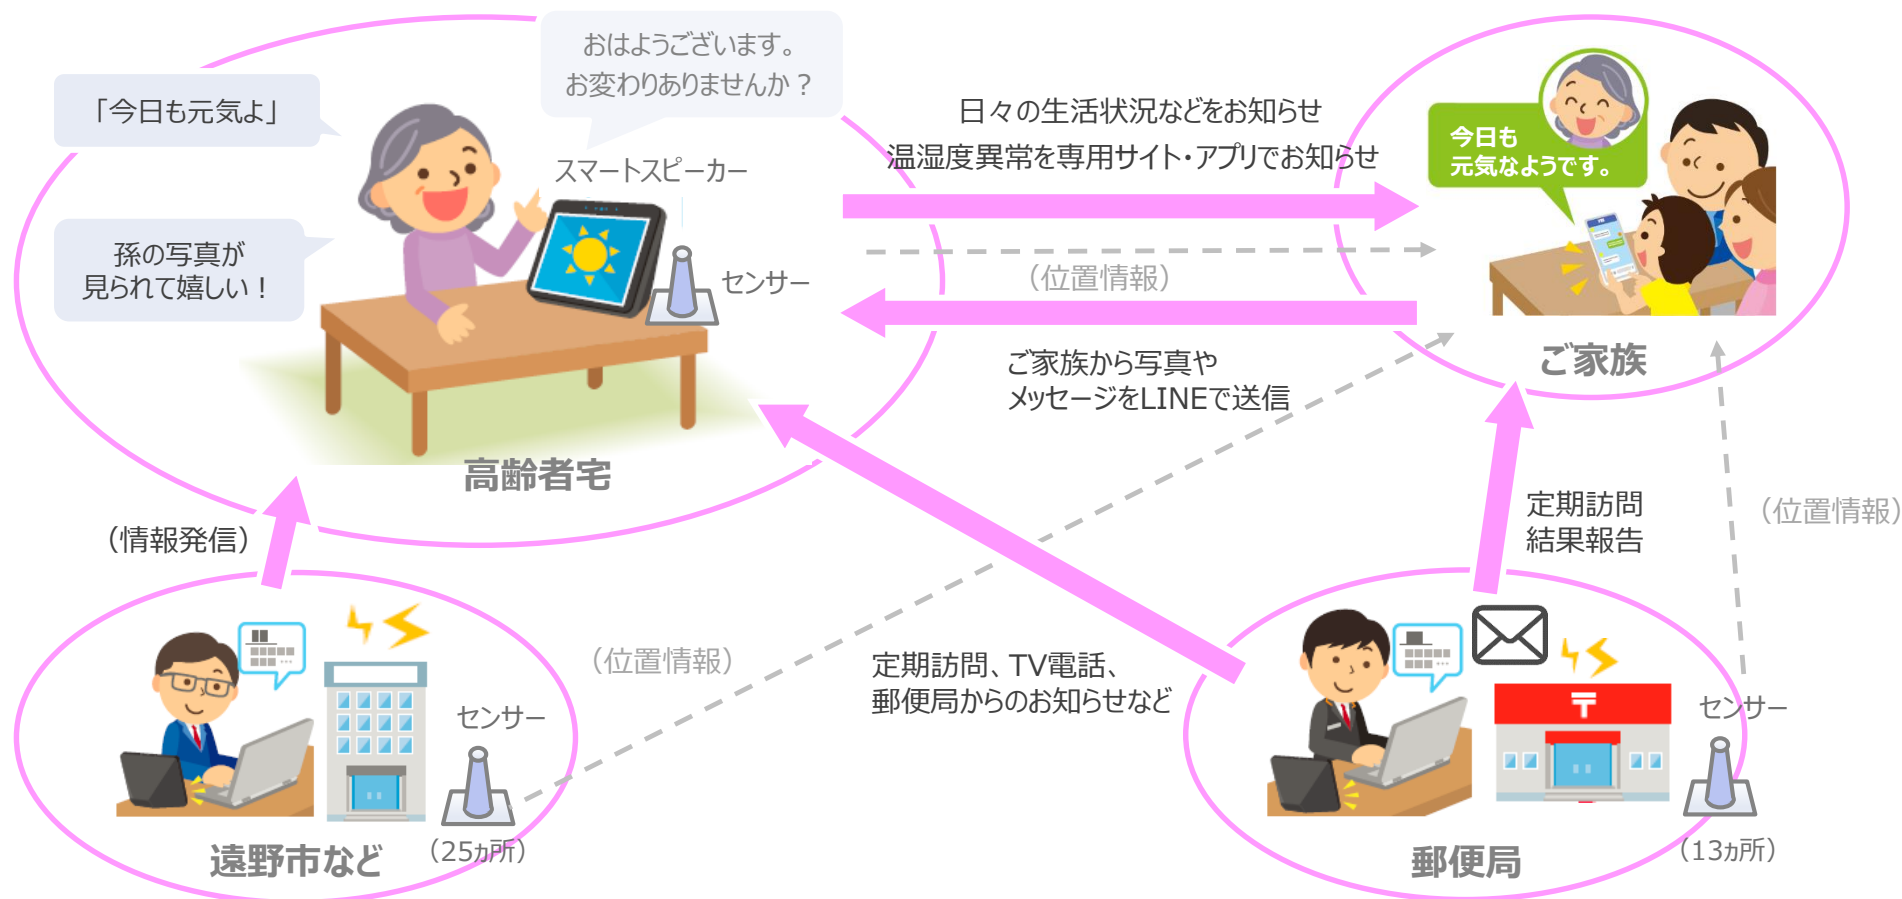 おはようございます。
お変わりありませんか？
「今日も元気よ」
スマートスピーカー
孫の写真が
見られて嬉しい！
センサー
高齢者宅
日々の生活状況などをお知らせ
温湿度異常を専用サイト・アプリでお知らせ
（位置情報）
ご家族から写真や
メッセージをLINEで送信
今日も
元気なようです。
ご家族
（情報発信）
（位置情報）
定期訪問、TV電話、
郵便局からのお知らせなど
定期訪問
結果報告
（位置情報）
センサー
（25ヵ所）
遠野市など
センサー
（13ヵ所）
郵便局